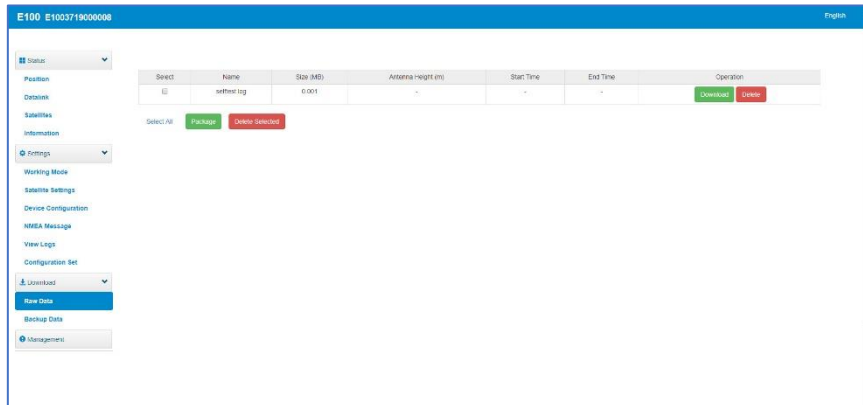 E100 E1003719000008
English
Status
Position
Datalink
Satellites
Information
Settings
Working Mode
Satellite Settings
Device Configuration
NMEA Message
View Logs
Configuration Set
Download
Raw Data
Backup Data
Management
Select Name Size (MB) Antenna Height (m) Start Time End Time Operation
selftest.log 0.001 - - - Download Delete
Select All Package Delete Selected